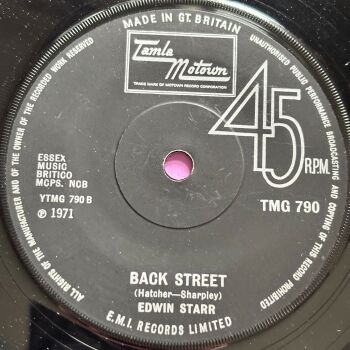 MADE IN GT. BRITAIN
UNAUTHORISED PUBLIC PERFORMANCE BROADCASTING AND COPYING OF THIS RECORD PROHIBITED
ALL RIGHTS OF THE MANUFACTURER AND OF THE OWNER OF THE RECORDED WORK RESERVED
Tamla
Motown
TRADE MARK OF MOTOWN RECORD CORPORATION
45
R.P.M.
ESSEX
MUSIC
BRITICO
MCPS. NCB
YTMG 790 B
℗ 1971
TMG 790
BACK STREET
(Hatcher—Sharpley)
EDWIN STARR
E.M.I. RECORDS LIMITED